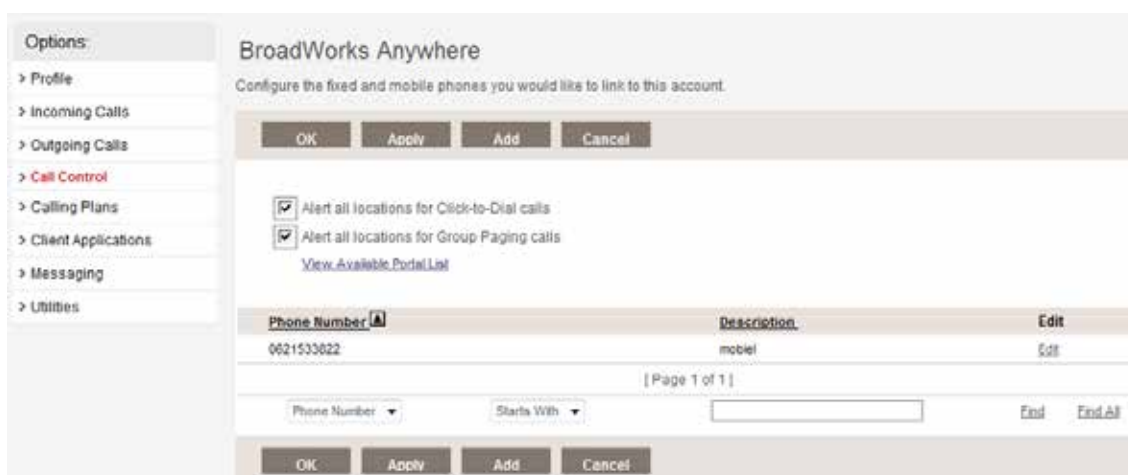 Options:
> Profile
> Incoming Calls
> Outgoing Calls
> Call Control
> Calling Plans
> Client Applications
> Messaging
> Utilities
BroadWorks Anywhere
Configure the fixed and mobile phones you would like to link to this account.
OK Apply Add Cancel
Alert all locations for Click-to-Dial calls
Alert all locations for Group Paging calls
View Available Portal List
Phone Number Description Edit
0621533822 mobiel Edit
[ Page 1 of 1 ]
Phone Number Starts With Find Find All
OK Apply Add Cancel